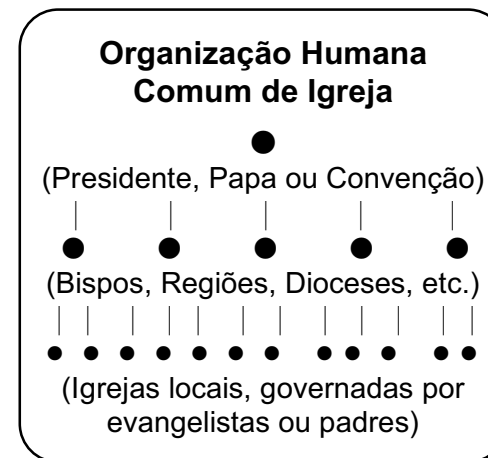 Organização Humana
Comum de Igreja
(Presidente, Papa ou Convenção)
(Bispos, Regiões, Dioceses, etc.)
(Igrejas locais, governadas por
evangelistas ou padres)